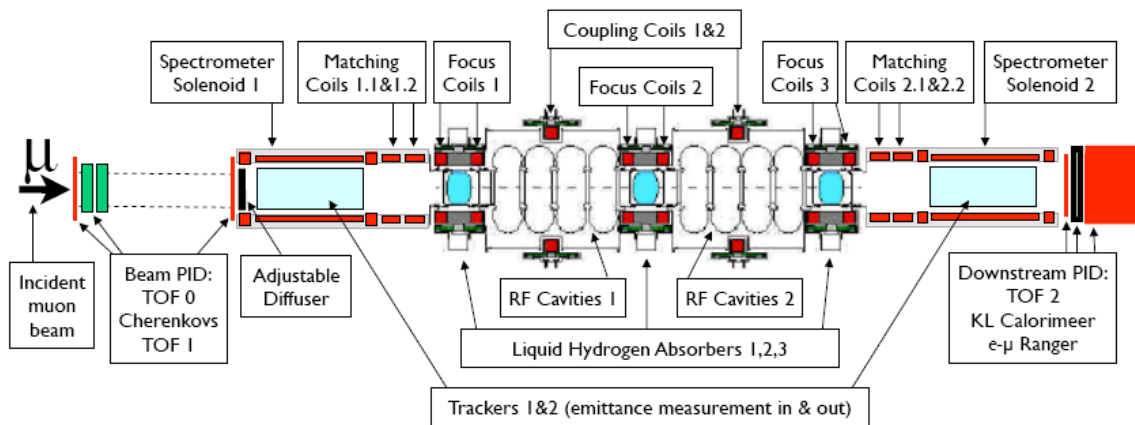 Coupling Coils 1&2
Spectrometer
Solenoid 1
Matching
Coils 1.1&1.2
Focus
Coils 1
Focus Coils 2
Focus
Coils 3
Matching
Coils 2.1&2.2
Spectrometer
Solenoid 2
μ
Incident
muon
beam
Beam PID:
TOF 0
Cherenkovs
TOF 1
Adjustable
Diffuser
RF Cavities 1
RF Cavities 2
Downstream PID:
TOF 2
KL Calorimeer
e-μ Ranger
Liquid Hydrogen Absorbers 1,2,3
Trackers 1&2 (emittance measurement in & out)